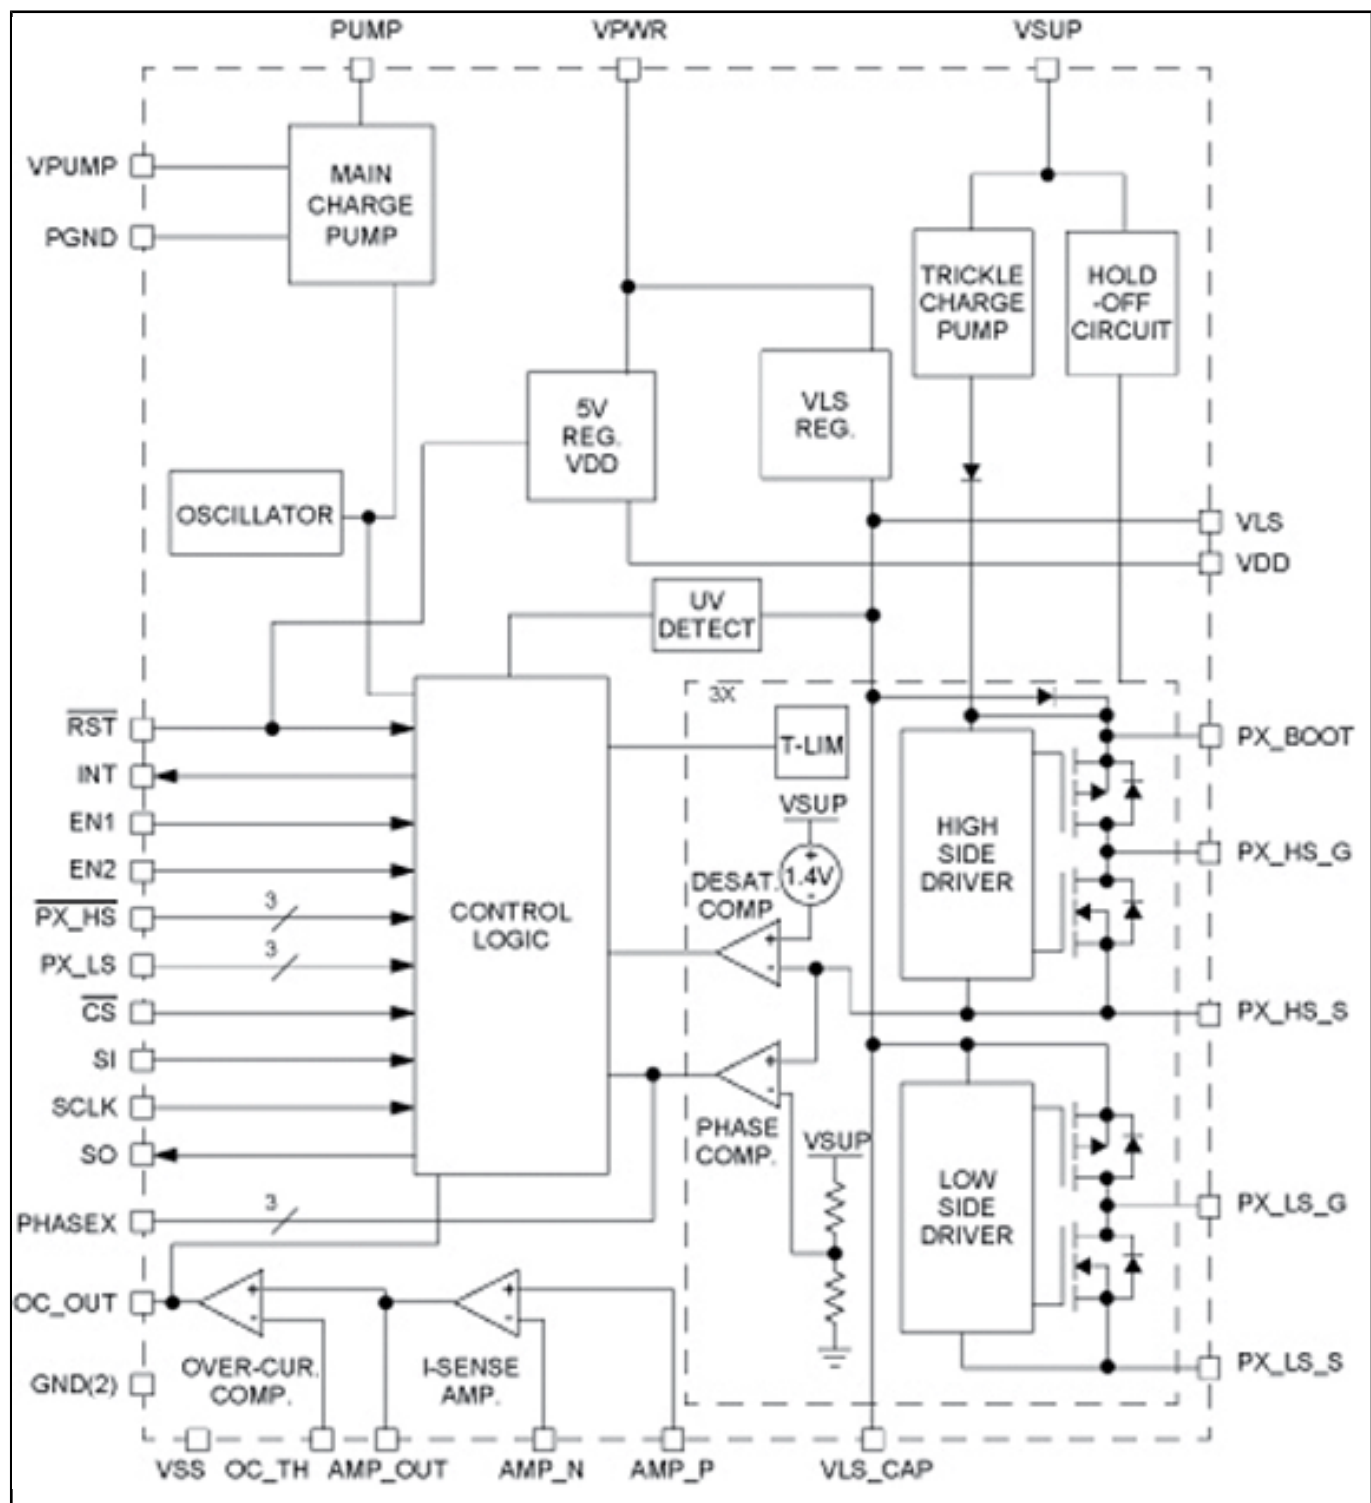 PUMP
VPWR
VSUP
VPUMP
PGND
MAIN
CHARGE
PUMP
TRICKLE
CHARGE
PUMP
HOLD
-OFF
CIRCUIT
5V
REG.
VDD
VLS
REG.
OSCILLATOR
VLS
VDD
UV
DETECT
3X
RST
INT
EN1
EN2
PX_HS
3
PX_LS
3
CS
SI
SCLK
SO
PHASEX
3
OC_OUT
GND(2)
CONTROL
LOGIC
T-LIM
VSUP
+
1.4V
-
DESAT.
COMP
+
-
+
-
PHASE
COMP.
VSUP
HIGH
SIDE
DRIVER
LOW
SIDE
DRIVER
PX_BOOT
PX_HS_G
PX_HS_S
PX_LS_G
PX_LS_S
+
-
OVER-CUR.
COMP.
+
-
I-SENSE
AMP.
VSS
OC_TH
AMP_OUT
AMP_N
AMP_P
VLS_CAP